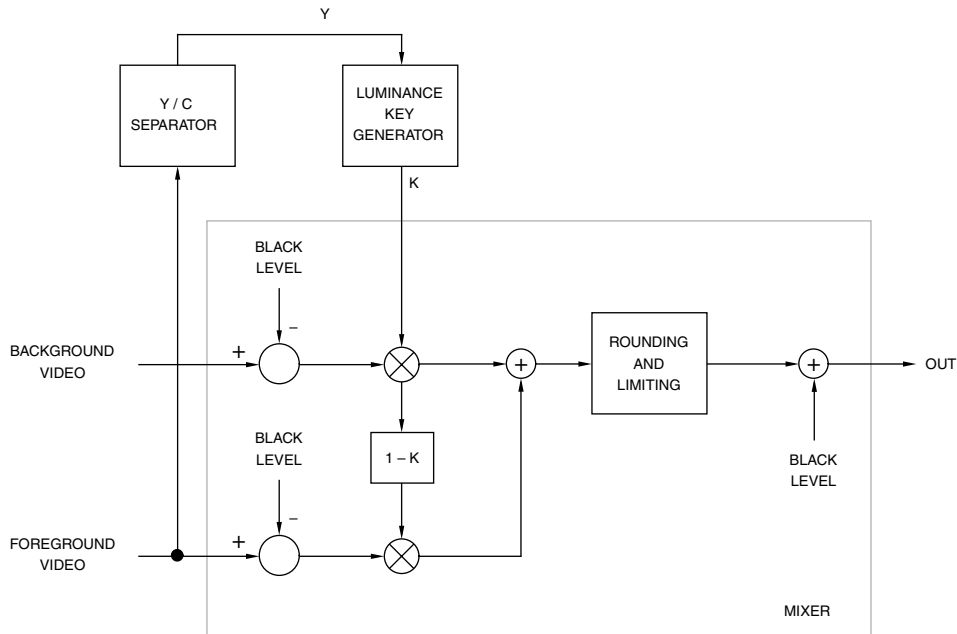 Y
Y / C
SEPARATOR
LUMINANCE
KEY
GENERATOR
K
BLACK
LEVEL
–
+
BACKGROUND
VIDEO
+
ROUNDING
AND
LIMITING
+
OUT
BLACK
LEVEL
1 – K
BLACK
LEVEL
–
+
FOREGROUND
VIDEO
MIXER